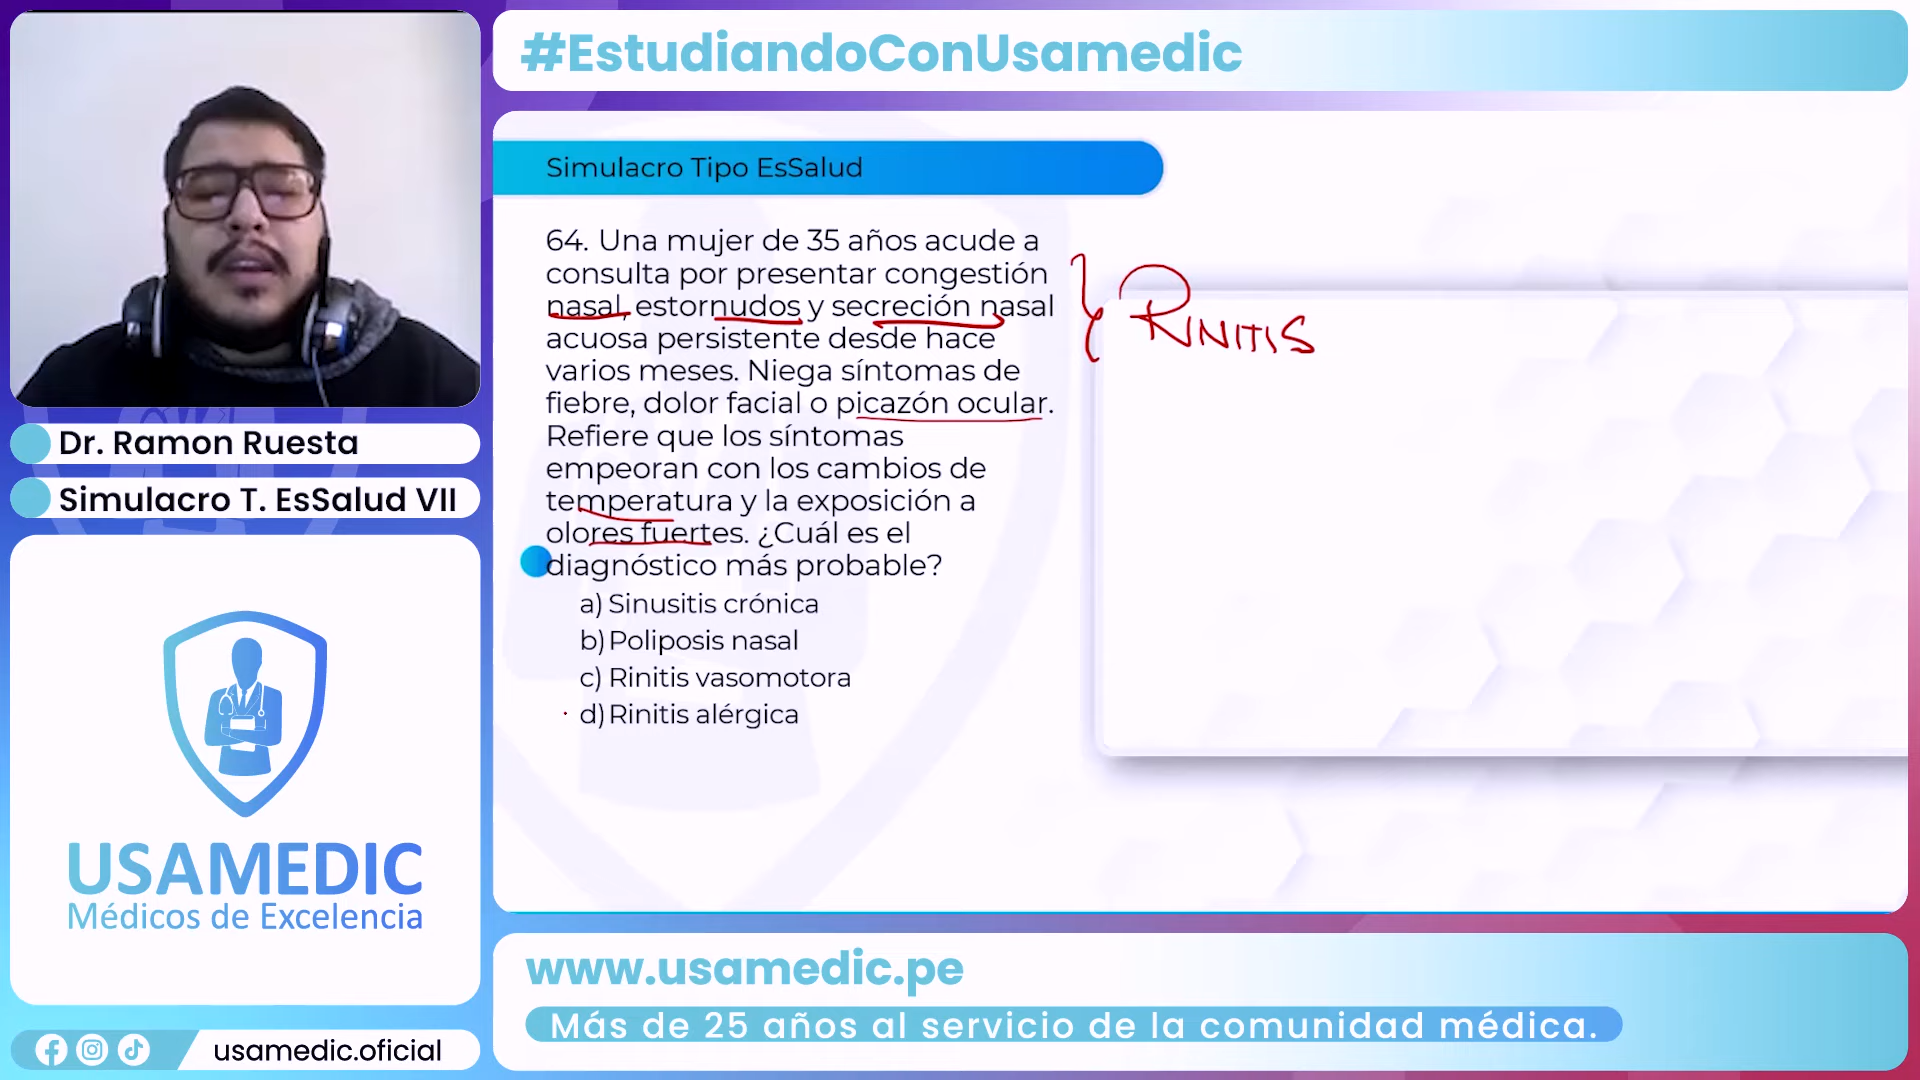 #EstudiandoConUsamedic
Simulacro Tipo EsSalud
64. Una mujer de 35 años acude a
consulta por presentar congestión
nasal, estornudos y secreción nasal
acuosa persistente desde hace
varios meses. Niega síntomas de
fiebre, dolor facial o picazón ocular.
Refiere que los síntomas
empeoran con los cambios de
temperatura y la exposición a
olores fuertes. ¿Cuál es el
diagnóstico más probable?
a) Sinusitis crónica
b) Poliposis nasal
c) Rinitis vasomotora
d) Rinitis alérgica
RINITIS
Dr. Ramon Ruesta
Simulacro T. EsSalud VII
USAMEDIC
Médicos de Excelencia
usamedic.oficial
www.usamedic.pe
Más de 25 años al servicio de la comunidad médica.